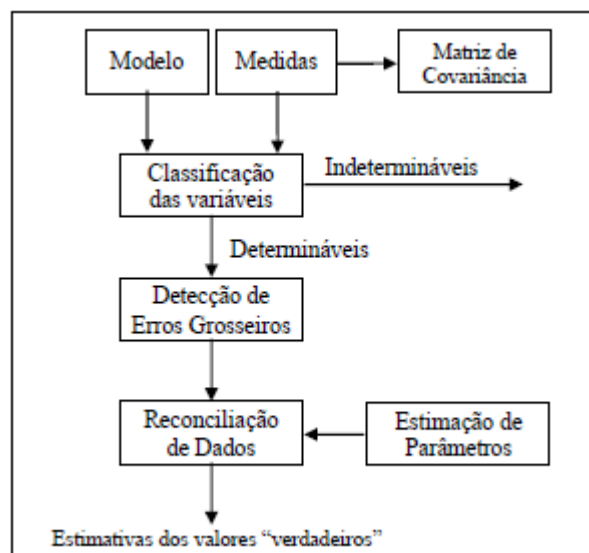 Modelo
Medidas
Matriz de
Covariância
Classificação
das variáveis
Indetermináveis
Determináveis
Detecção de
Erros Grosseiros
Reconciliação
de Dados
Estimação de
Parâmetros
Estimativas dos valores “verdadeiros”